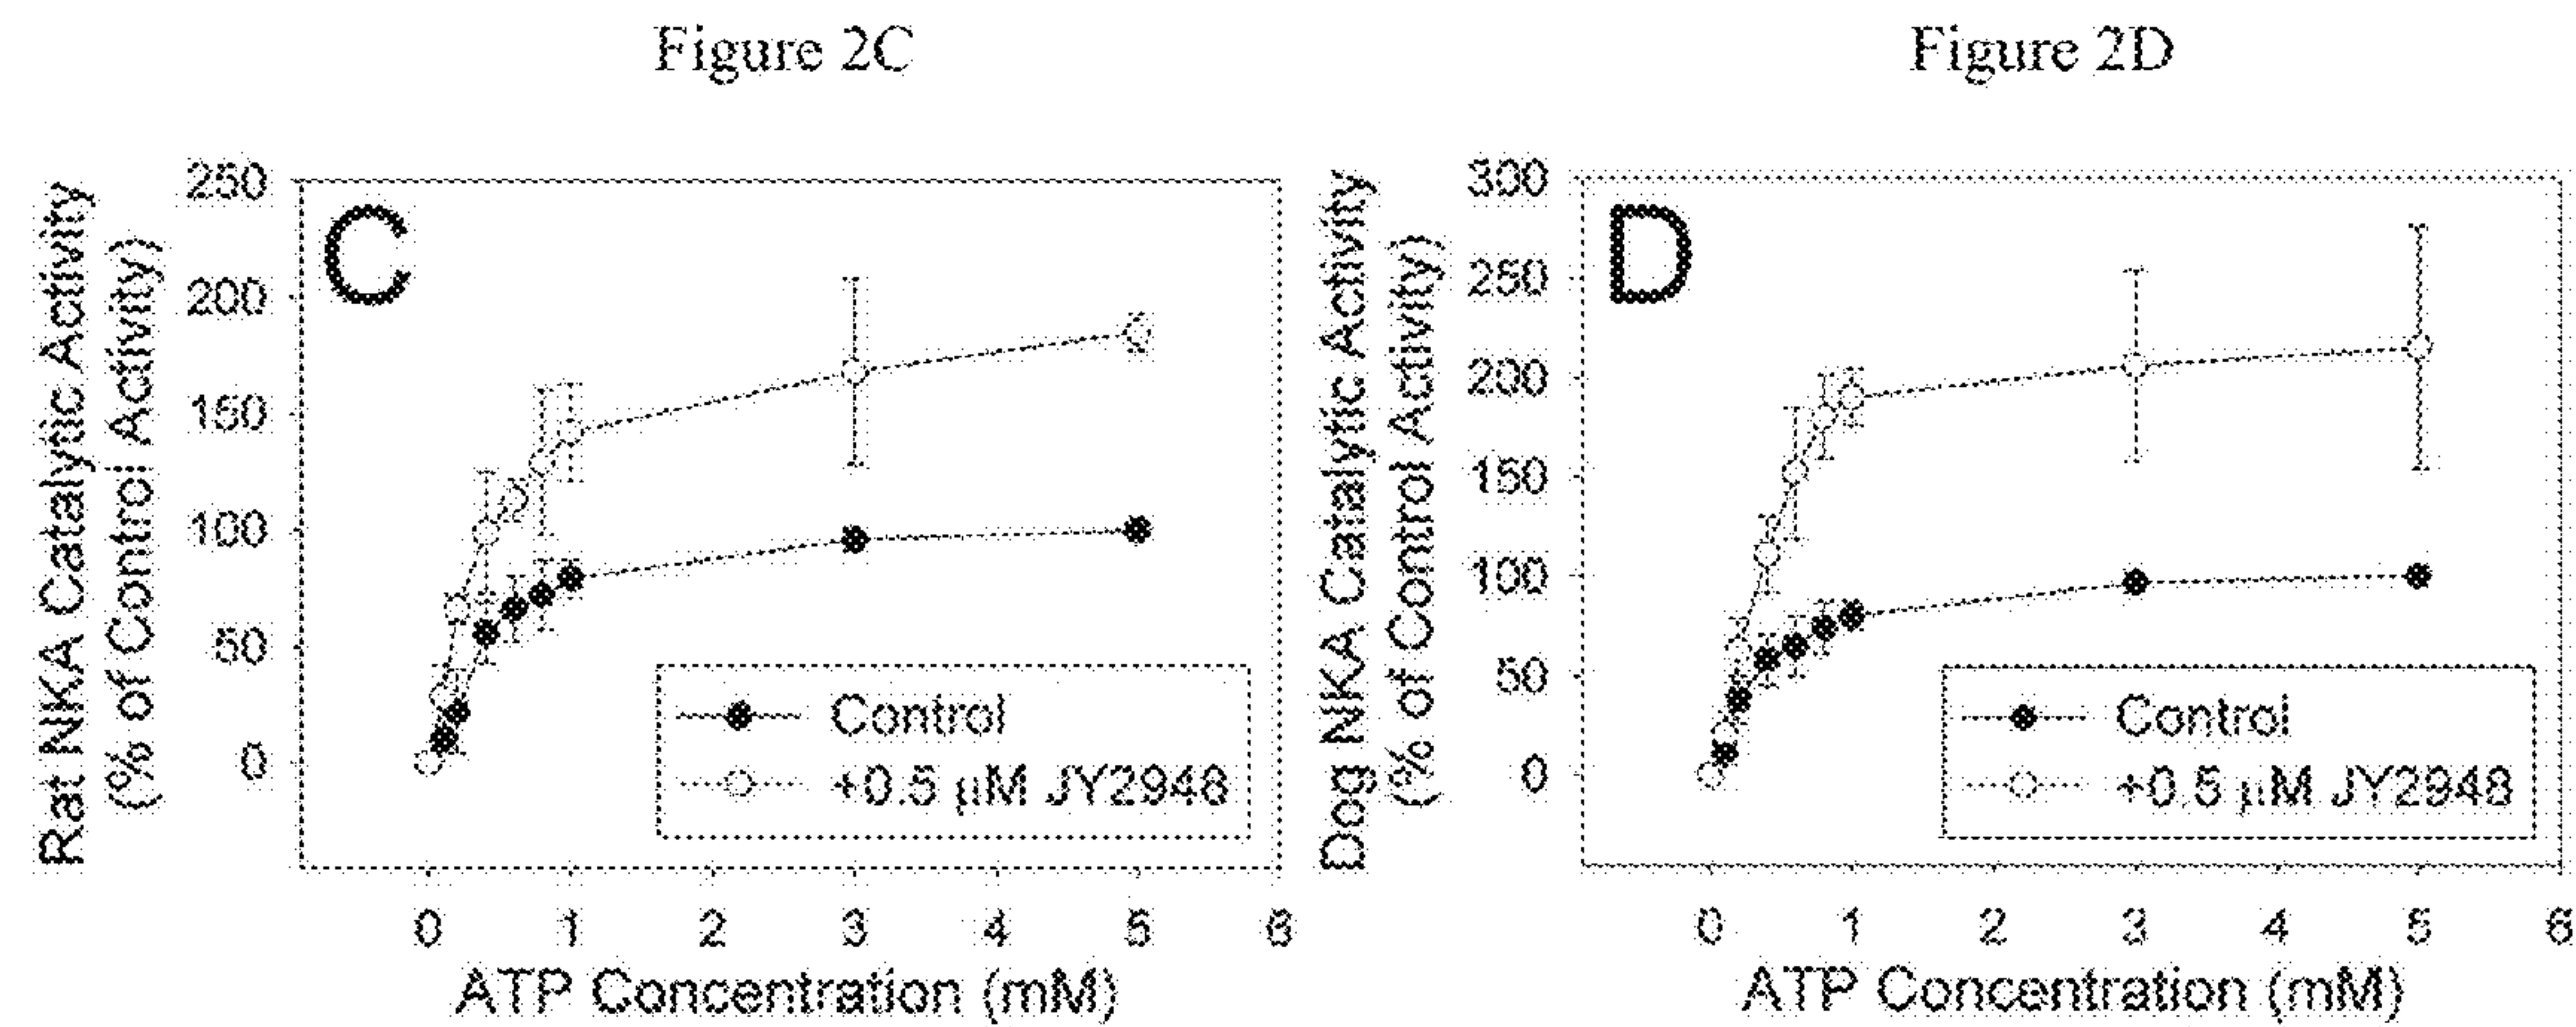 Figure 2C
Figure 2D
Rat NKA Catalytic Activity
(% of Control Activity)
250
200
150
100
50
0
C
Control
+0.5 μM JY2948
0 1 2 3 4 5 6
ATP Concentration (mM)
Dog NKA Catalytic Activity
(% of Control Activity)
300
250
200
150
100
50
0
D
Control
+0.5 μM JY2948
0 1 2 3 4 5 6
ATP Concentration (mM)